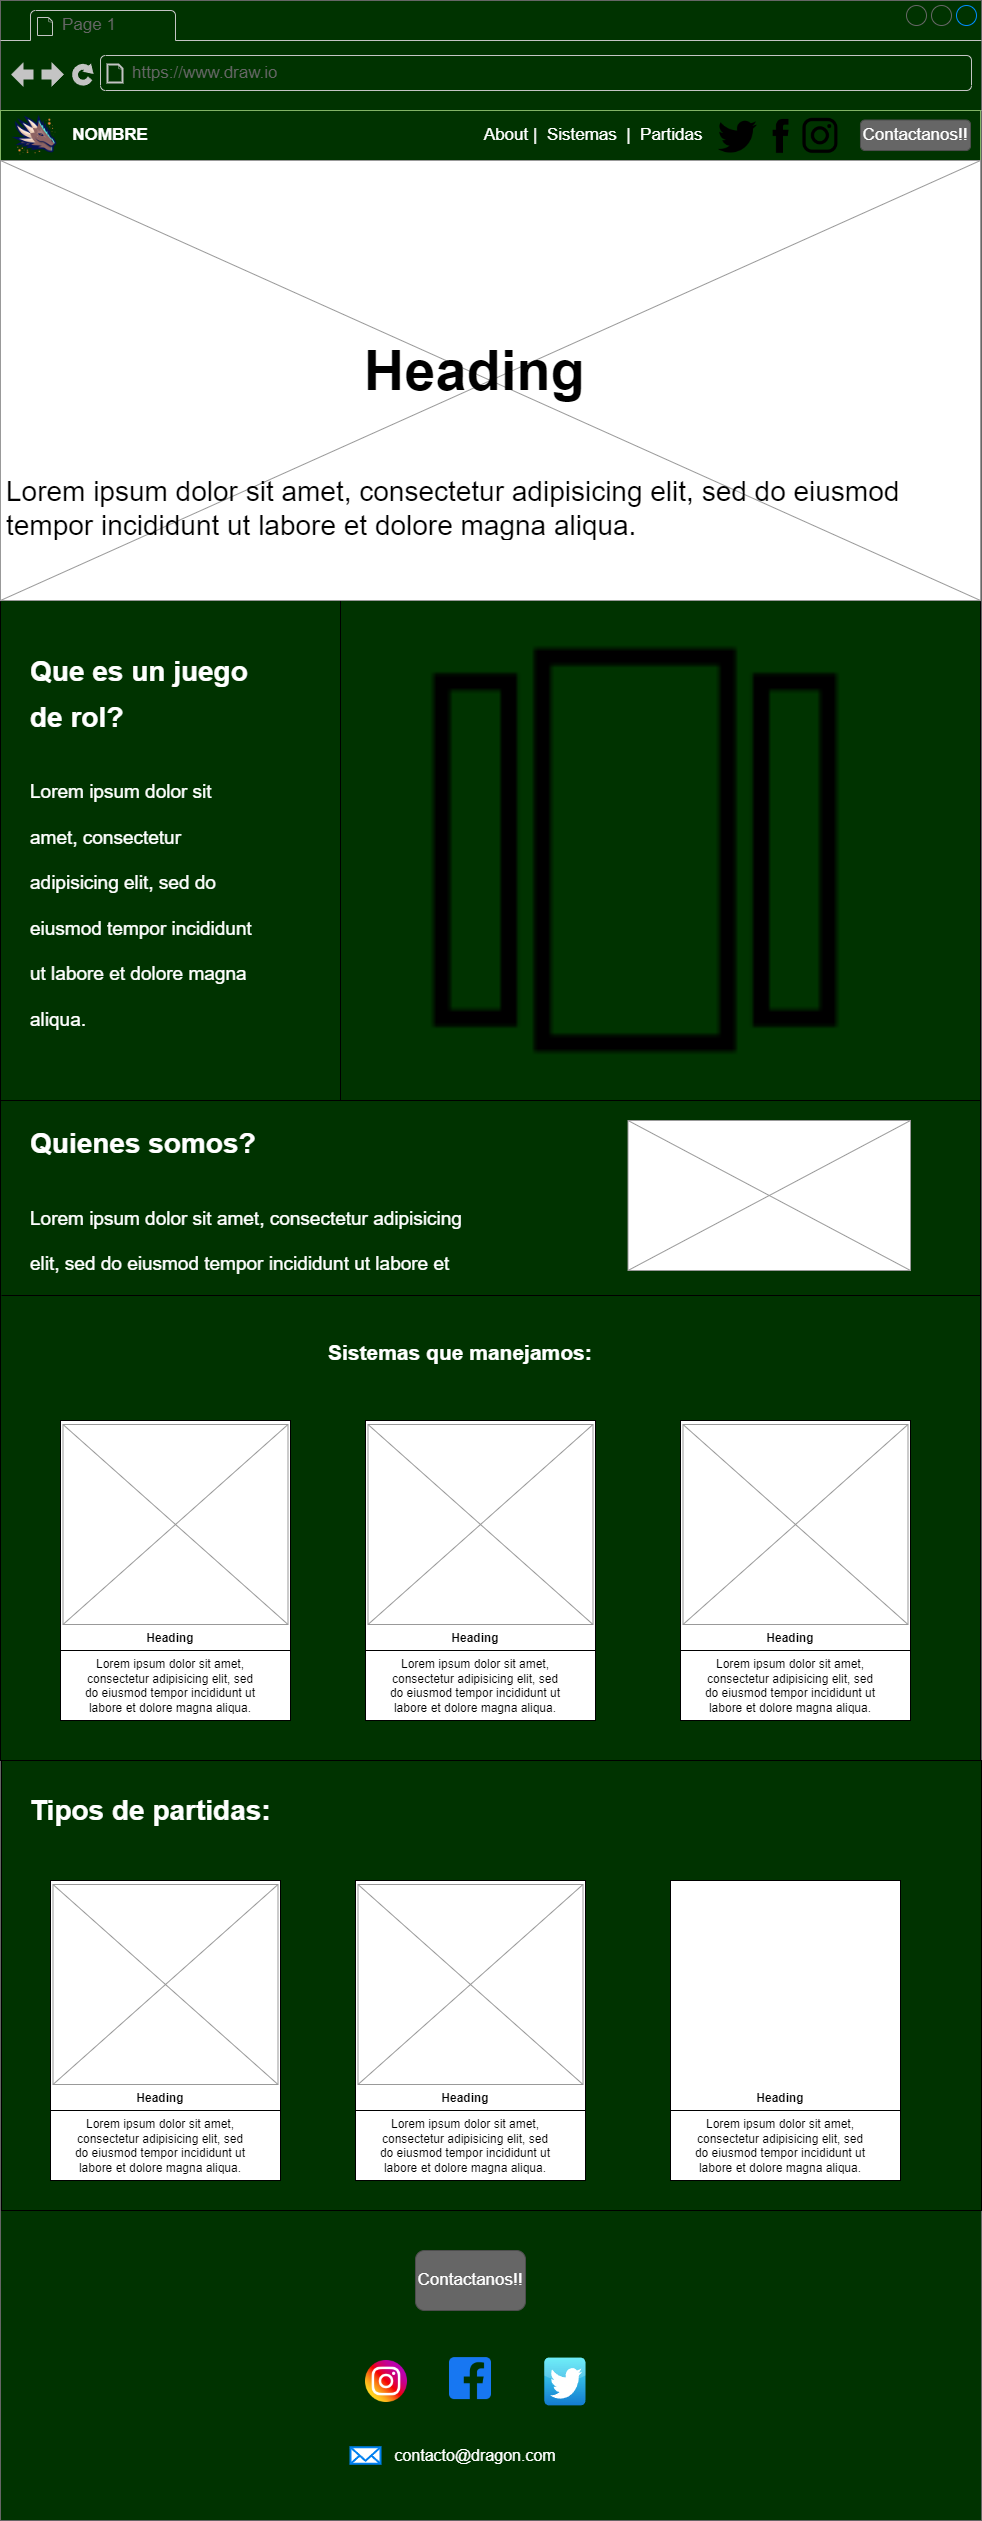 Page 1
https://www.draw.io
NOMBRE
About | Sistemas | Partidas
Contactanos!!
Heading
Lorem ipsum dolor sit amet, consectetur adipisicing elit, sed do eiusmod
tempor incididunt ut labore et dolore magna aliqua.
Que es un juego
de rol?
Lorem ipsum dolor sit
amet, consectetur
adipisicing elit, sed do
eiusmod tempor incididunt
ut labore et dolore magna
aliqua.
Quienes somos?
Lorem ipsum dolor sit amet, consectetur adipisicing
elit, sed do eiusmod tempor incididunt ut labore et
Sistemas que manejamos:
Heading
Lorem ipsum dolor sit amet,
consectetur adipisicing elit, sed
do eiusmod tempor incididunt ut
labore et dolore magna aliqua.
Heading
Lorem ipsum dolor sit amet,
consectetur adipisicing elit, sed
do eiusmod tempor incididunt ut
labore et dolore magna aliqua.
Heading
Lorem ipsum dolor sit amet,
consectetur adipisicing elit, sed
do eiusmod tempor incididunt ut
labore et dolore magna aliqua.
Tipos de partidas:
Heading
Lorem ipsum dolor sit amet,
consectetur adipisicing elit, sed
do eiusmod tempor incididunt ut
labore et dolore magna aliqua.
Heading
Lorem ipsum dolor sit amet,
consectetur adipisicing elit, sed
do eiusmod tempor incididunt ut
labore et dolore magna aliqua.
Heading
Lorem ipsum dolor sit amet,
consectetur adipisicing elit, sed
do eiusmod tempor incididunt ut
labore et dolore magna aliqua.
Contactanos!!
contacto@dragon.com